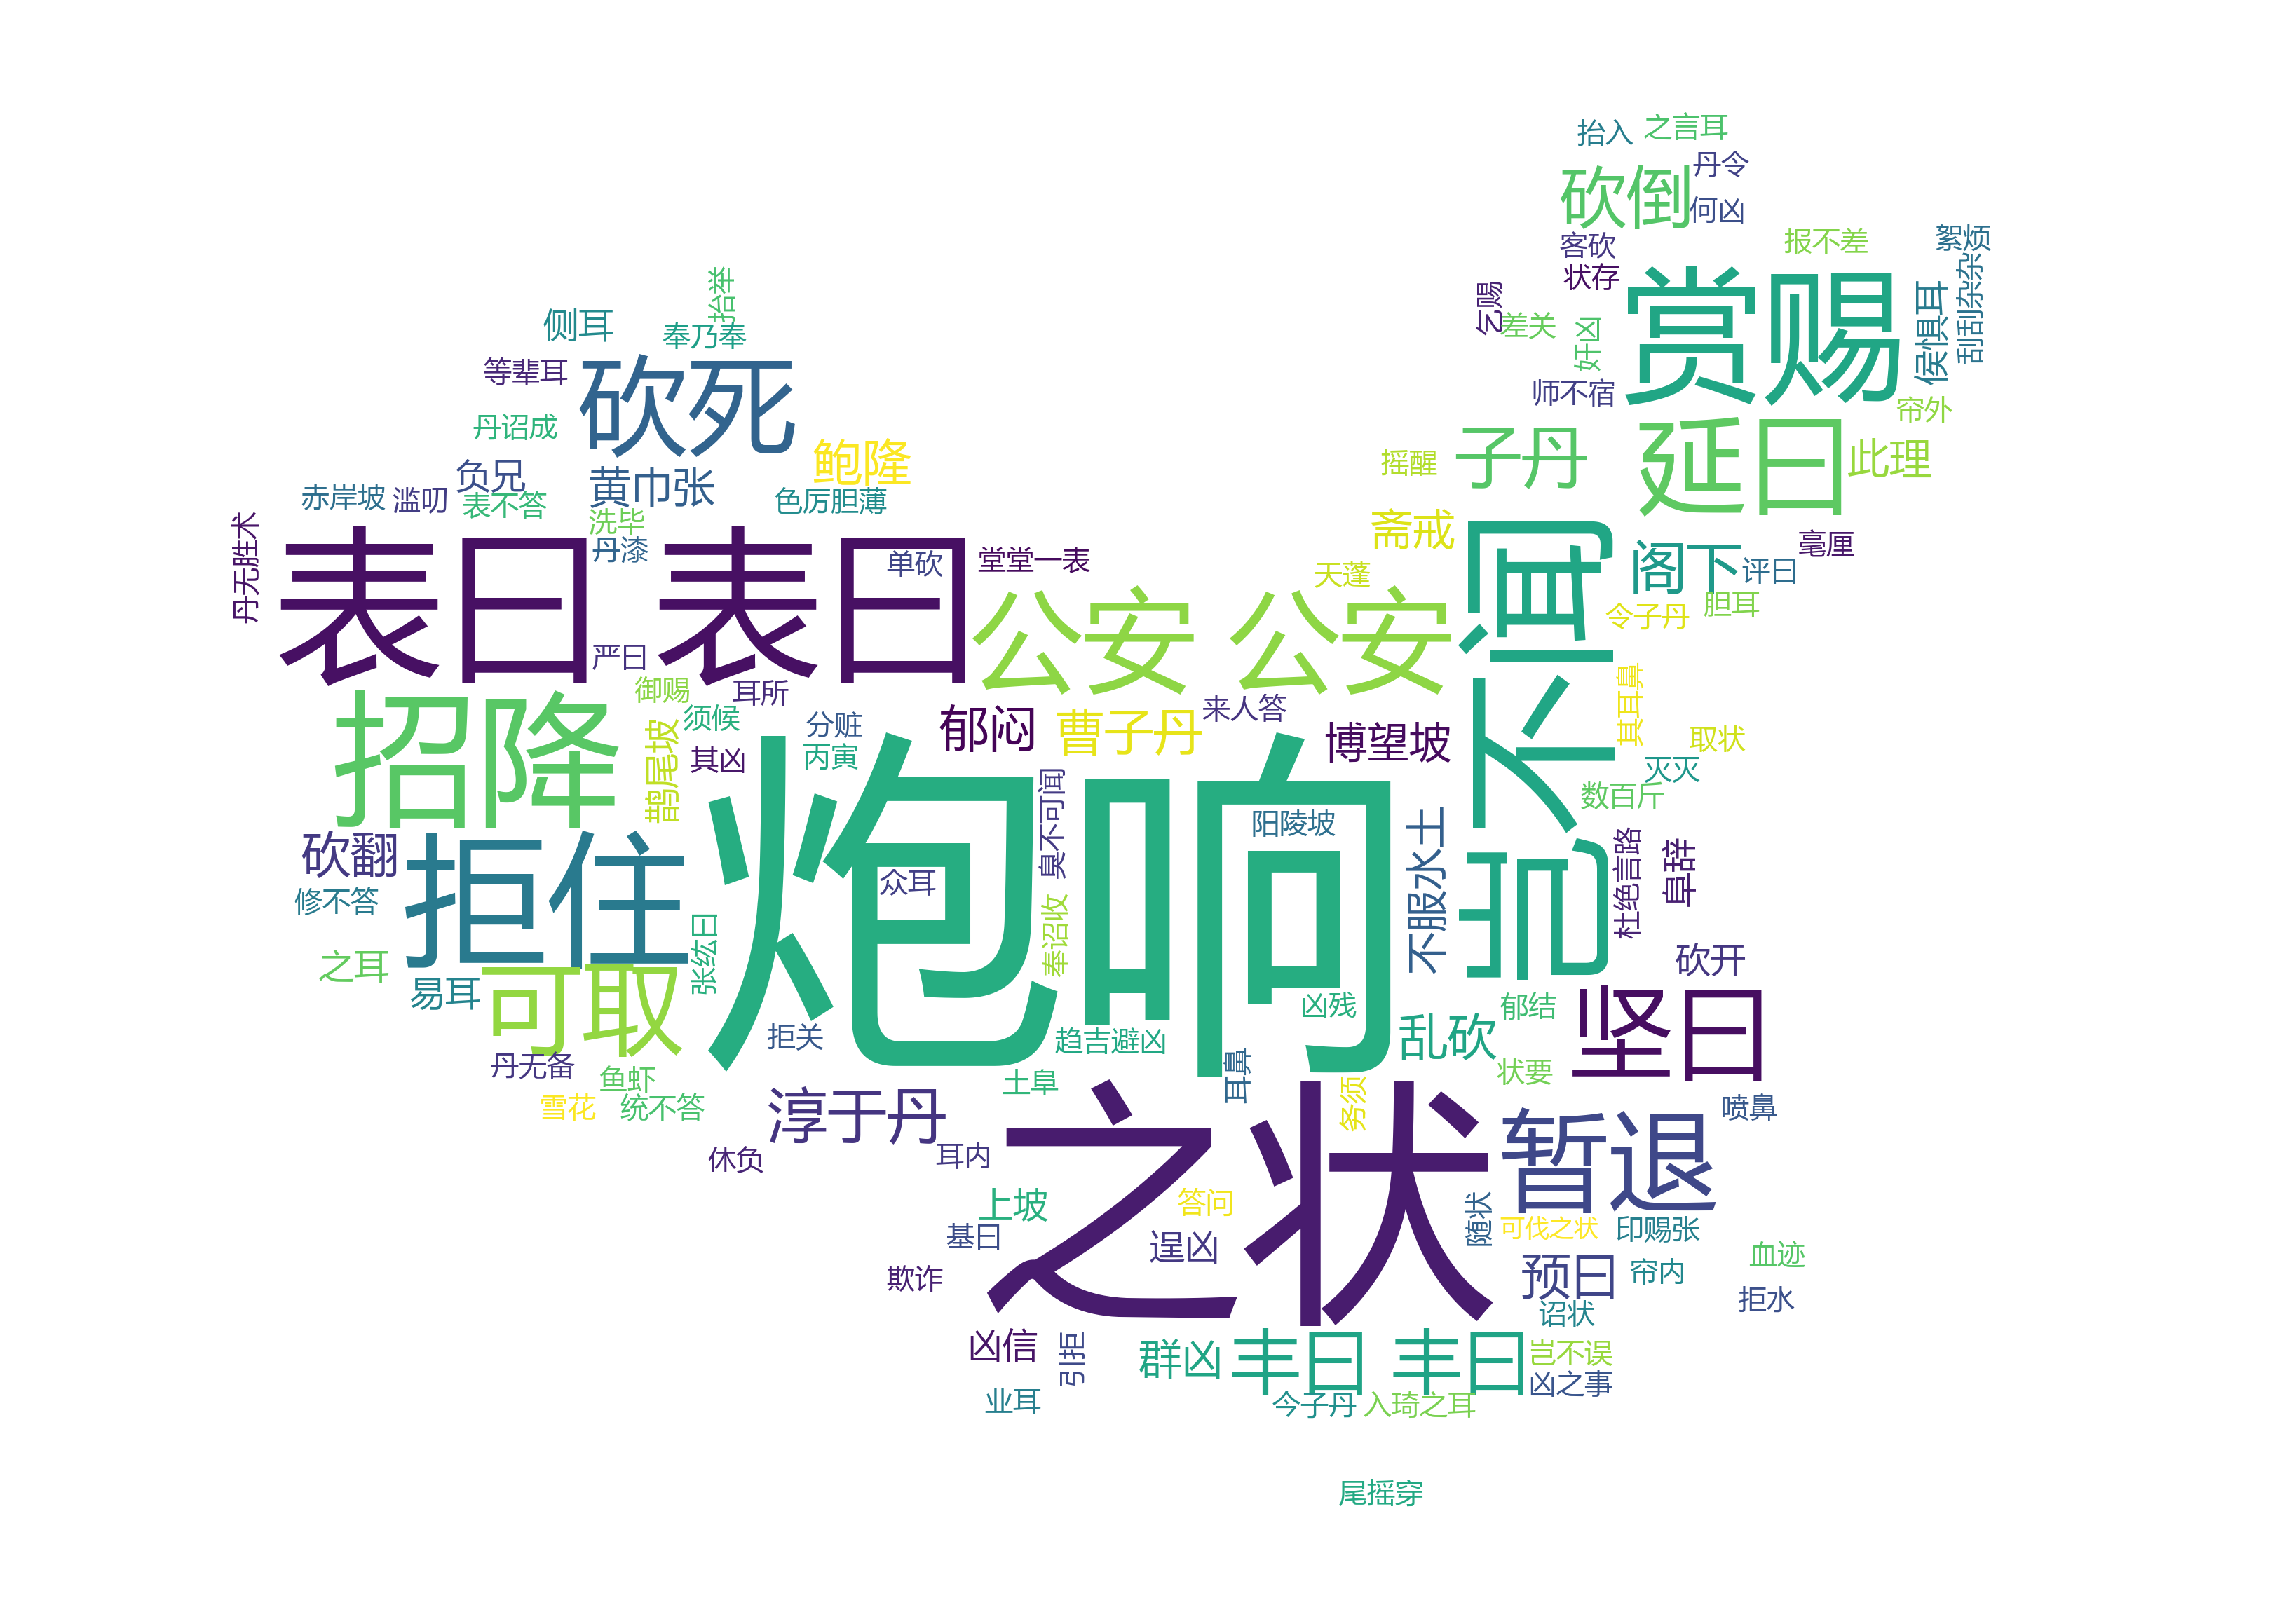 抬入
之言耳
砍倒
丹令
何凶
客砍
报不差
絮烦
状存
赏赐
乞赐
差关
奸凶
侯惧耳
刮刮杂杂
师不宿
帘外
抬举
侧耳
奉乃奉
等辈耳
砍死
丹诏成
鲍隆
子丹
延曰
此理
摇醒
负兄
黄巾张
赤岸坡
滥叨
表不答
色厉胆薄
洗毕
斋戒
丹无胜术
丹漆
单砍
堂堂一表
毫厘
阁下
评曰
天蓬
表曰
表曰
公安
公安
岂不闻
令子丹
胆耳
严曰
御赐
耳所
其耳鼻
招降
须候
分赃
郁闷
曹子丹
来人答
博望坡
取状
鹊尾坡
其凶
丙寅
灭灭
臭不可闻
数百斤
炮响
阳陵坡
不服水土
杜绝言路
阜辞
砍翻
拒住
众耳
修不答
奉诏收
张纮曰
之耳
易耳
可取
砍开
凶残
郁结
坚曰
拒关
趋吉避凶
乱砍
丹无备
鱼虾
土阜
耳鼻
务须
状要
雪花
统不答
淳于丹
喷鼻
之状
暂退
休负
耳内
上坡
答问
随状
可伐之状
印赐张
基曰
逞凶
血迹
预曰
帘内
欺诈
拒水
诏状
凶信
引拒
群凶
丰曰
丰曰
岂不误
凶之事
业耳
今子丹
入琦之耳
尾摇穿